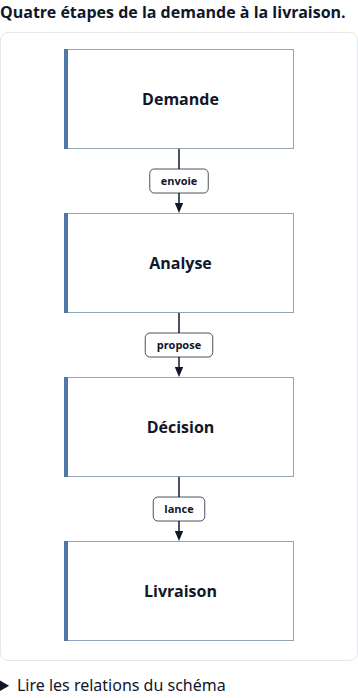 Quatre étapes de la demande à la livraison.
Demande
envoie
Analyse
propose
Décision
lance
Livraison
Lire les relations du schéma